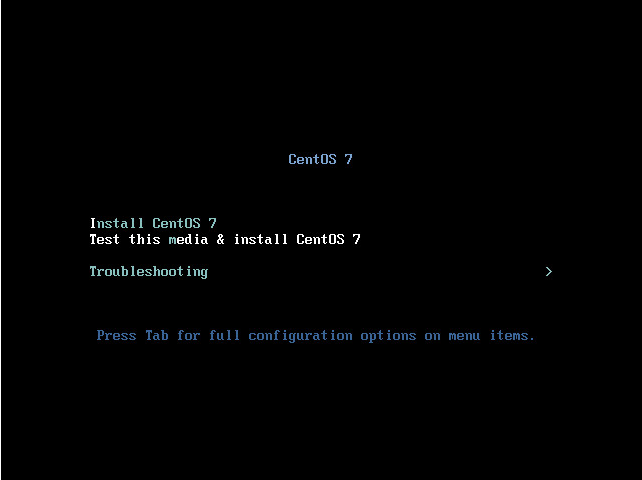 CentOS 7
Install CentOS 7
Test this media & install CentOS 7
Troubleshooting >
Press Tab for full configuration options on menu items.